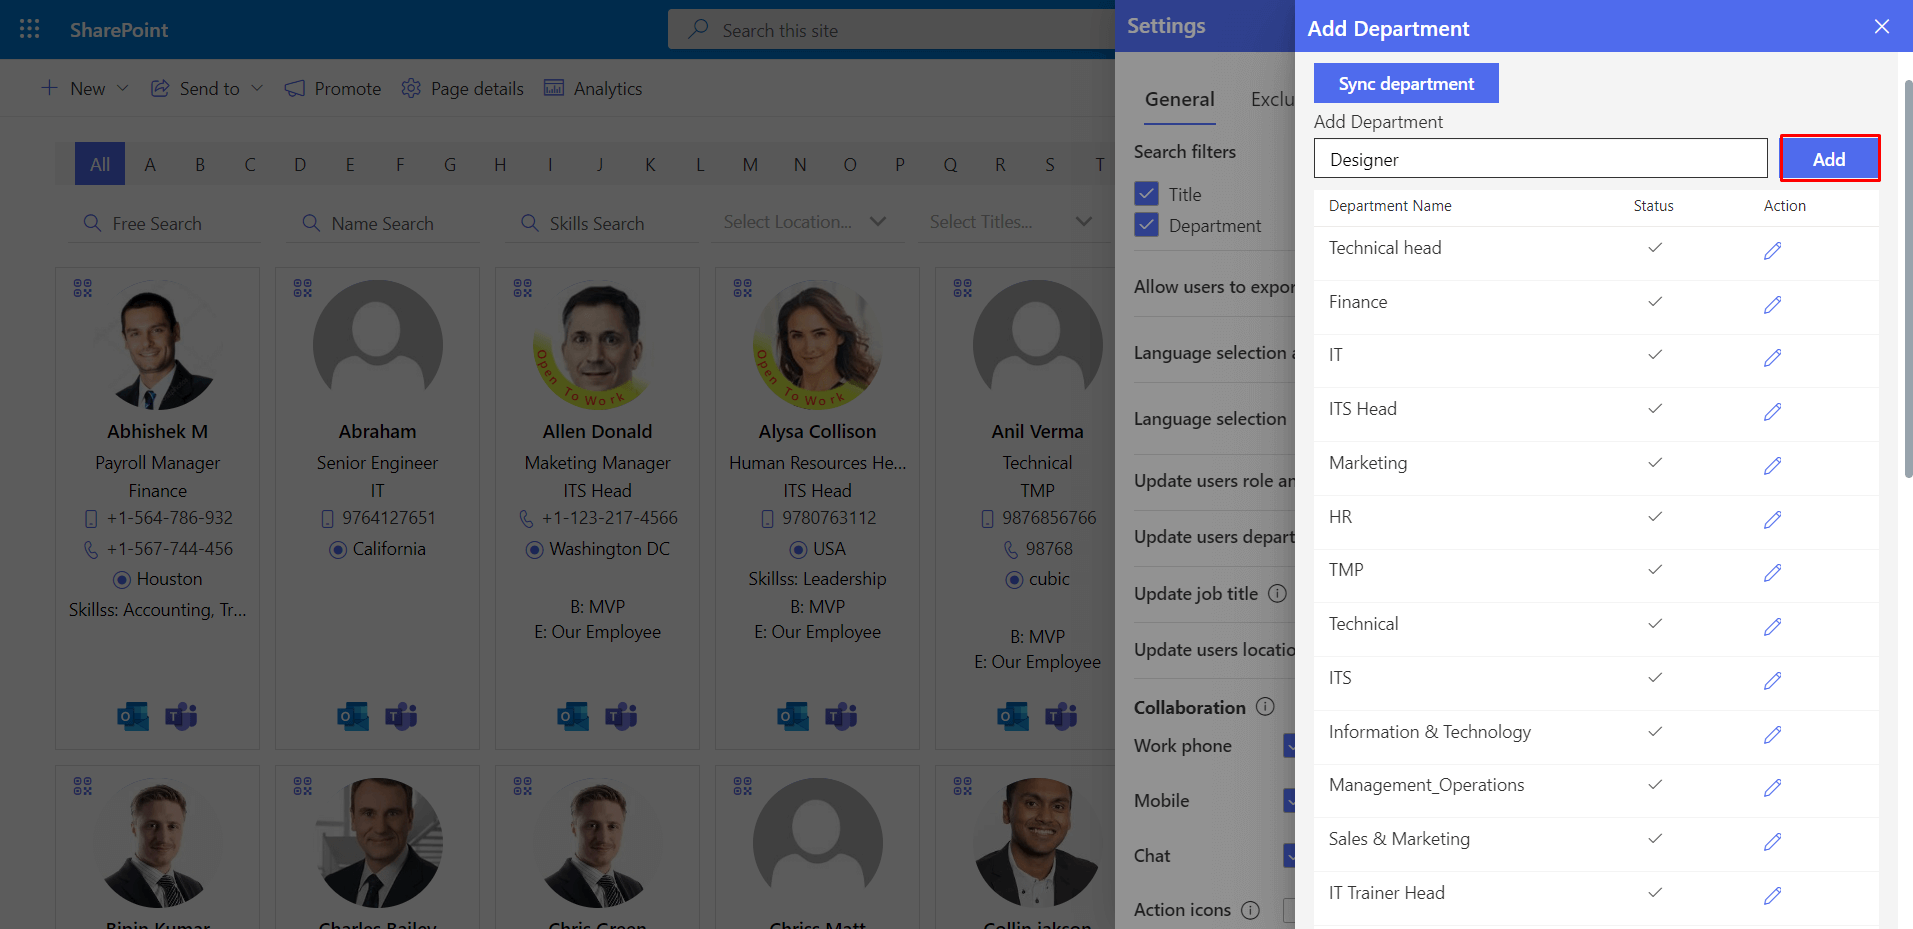 SharePoint
Search this site
New
Send to
Promote
Page details
Analytics
All A B C D E F G H I J K L M N O P Q R S T
Free Search
Name Search
Skills Search
Select Location...
Select Titles...
Abhishek M
Payroll Manager
Finance
+1-564-786-932
+1-567-744-456
Houston
Skillss: Accounting, Tr...
Abraham
Senior Engineer
IT
9764127651
California
Open To Work
Allen Donald
Maketing Manager
ITS Head
+1-123-217-4566
Washington DC
B: MVP
E: Our Employee
Open To Work
Alysa Collison
Human Resources He...
ITS Head
9780763112
USA
Skillss: Leadership
B: MVP
E: Our Employee
Anil Verma
Technical
TMP
9876856766
98768
cubic
B: MVP
E: Our Employee
Bipin Kumar
Charles Bailey
Chris Green
Chriss Matt
Collin jakson
Settings
General
Exclu
Search filters
Title
Department
Allow users to expor
Language selection a
Language selection
Update users role an
Update users depart
Update job title
Update users locatio
Collaboration
Work phone
Mobile
Chat
Action icons
Add Department
Sync department
Add Department
Designer
Add
Department Name Status Action
Technical head
Finance
IT
ITS Head
Marketing
HR
TMP
Technical
ITS
Information & Technology
Management_Operations
Sales & Marketing
IT Trainer Head